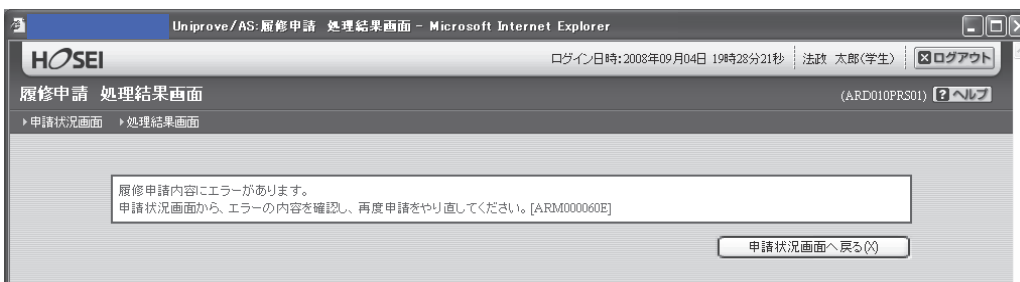 Uniprove/AS:履修申請 処理結果画面 - Microsoft Internet Explorer
HOSEI
ログイン日時:2008年09月04日 19時28分21秒 法政 太郎(学生) ログアウト
履修申請 処理結果画面
(ARD010PRS01) ?ヘルプ
申請状況画面 処理結果画面
履修申請内容にエラーがあります。
申請状況画面から、エラーの内容を確認し、再度申請をやり直してください。[ARM000060E]
申請状況画面へ戻る(X)